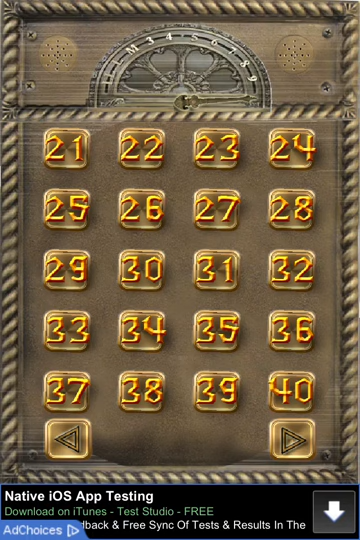 M 3 4 5 6 7 8 9
21 22 23 24
25 26 27 28
29 30 31 32
33 34 35 36
37 38 39 40
Native iOS App Testing
Download on iTunes - Test Studio - FREE
dback & Free Sync Of Tests & Results In The
AdChoices